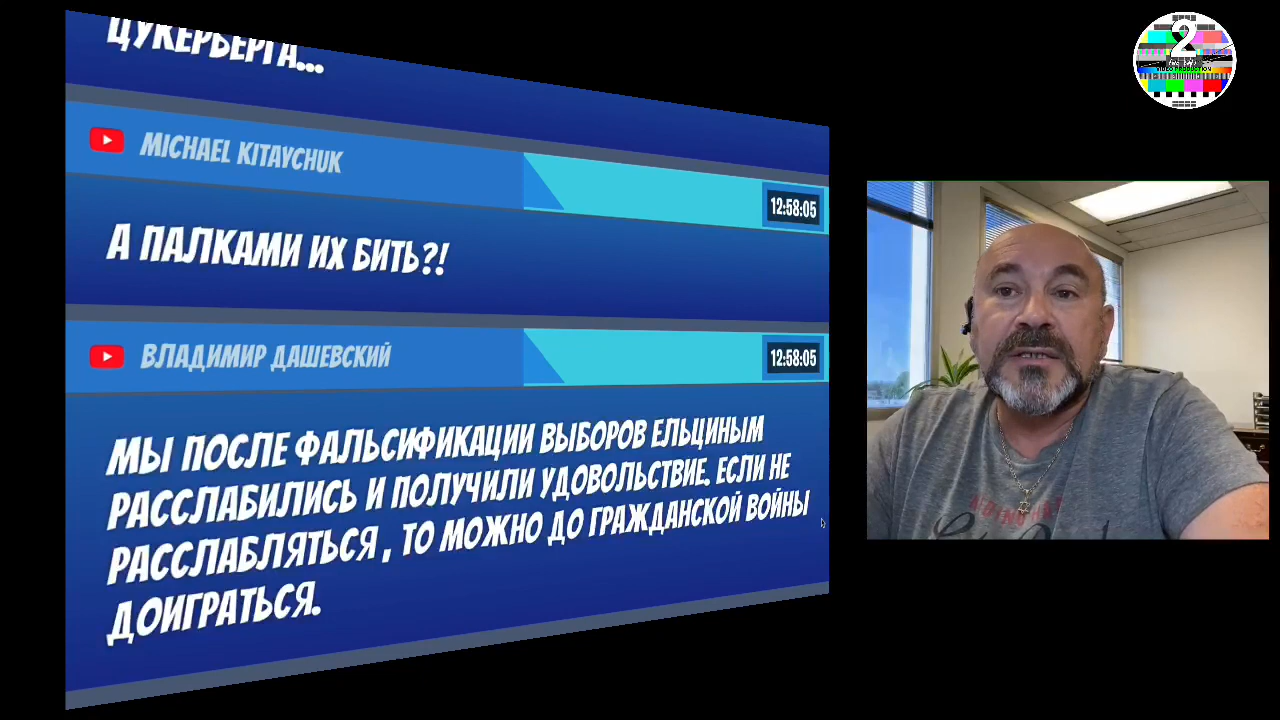 ЦУКЕРБЕРГА...
MICHAEL KITAYCHUK
12:58:05
А ПАЛКАМИ ИХ БИТЬ?!
ВЛАДИМИР ДАШЕВСКИЙ
12:58:05
МЫ ПОСЛЕ ФАЛЬСИФИКАЦИИ ВЫБОРОВ ЕЛЬЦИНЫМ
РАССЛАБИЛИСЬ И ПОЛУЧИЛИ УДОВОЛЬСТВИЕ. ЕСЛИ НЕ
РАССЛАБЛЯТЬСЯ , ТО МОЖНО ДО ГРАЖДАНСКОЙ ВОЙНЫ
ДОИГРАТЬСЯ.
2